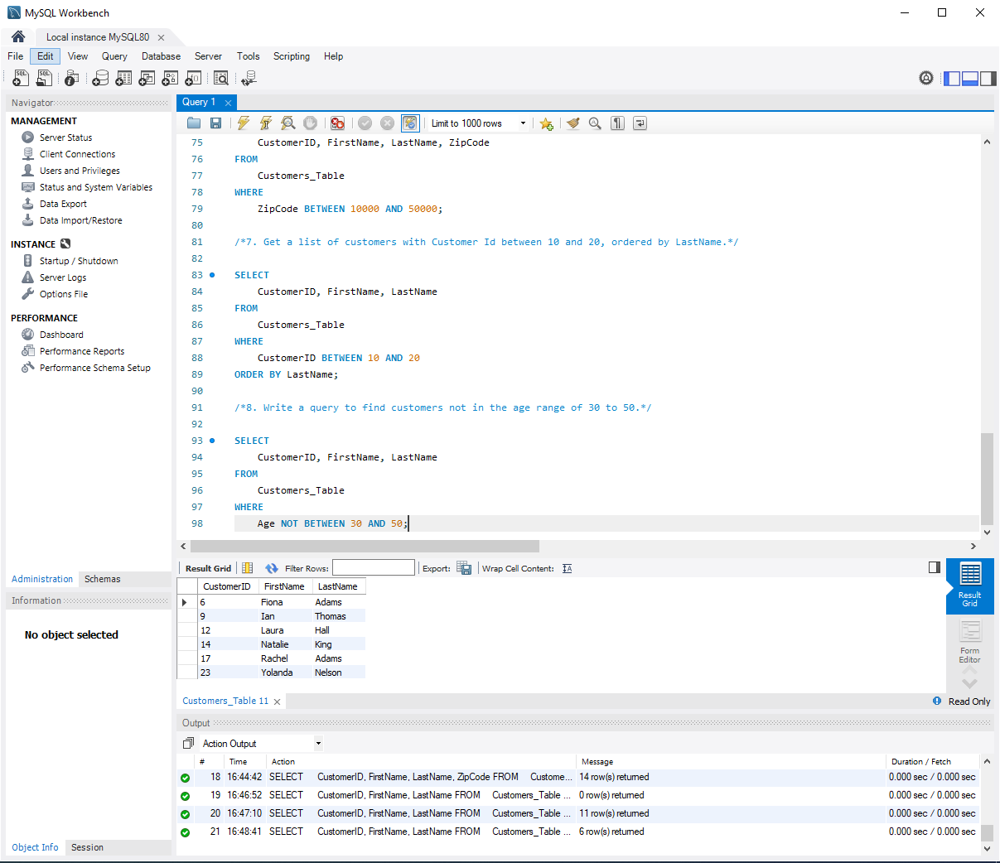 MySQL Workbench
Local instance MySQL80
File Edit View Query Database Server Tools Scripting Help
Navigator
MANAGEMENT
Server Status
Client Connections
Users and Privileges
Status and System Variables
Data Export
Data Import/Restore
INSTANCE
Startup / Shutdown
Server Logs
Options File
PERFORMANCE
Dashboard
Performance Reports
Performance Schema Setup
Administration Schemas
Information
No object selected
Object Info Session
Query 1
Limit to 1000 rows
75 CustomerID, FirstName, LastName, ZipCode
76 FROM
77 Customers_Table
78 WHERE
79 ZipCode BETWEEN 10000 AND 50000;
80
81 /*7. Get a list of customers with Customer Id between 10 and 20, ordered by LastName.*/
82
83 SELECT
84 CustomerID, FirstName, LastName
85 FROM
86 Customers_Table
87 WHERE
88 CustomerID BETWEEN 10 AND 20
89 ORDER BY LastName;
90
91 /*8. Write a query to find customers not in the age range of 30 to 50.*/
92
93 SELECT
94 CustomerID, FirstName, LastName
95 FROM
96 Customers_Table
97 WHERE
98 Age NOT BETWEEN 30 AND 50;
Result Grid Filter Rows: Export: Wrap Cell Content:
CustomerID FirstName LastName
6 Fiona Adams
9 Ian Thomas
12 Laura Hall
14 Natalie King
17 Rachel Adams
23 Yolanda Nelson
Result
Grid
Form
Editor
Customers_Table 11
Read Only
Output
Action Output
# Time Action Message Duration / Fetch
18 16:44:42 SELECT CustomerID, FirstName, LastName, ZipCode FROM Custome... 14 row(s) returned 0.000 sec / 0.000 sec
19 16:46:52 SELECT CustomerID, FirstName, LastName FROM Customers_Table ... 0 row(s) returned 0.000 sec / 0.000 sec
20 16:47:10 SELECT CustomerID, FirstName, LastName FROM Customers_Table ... 11 row(s) returned 0.000 sec / 0.000 sec
21 16:48:41 SELECT CustomerID, FirstName, LastName FROM Customers_Table ... 6 row(s) returned 0.000 sec / 0.000 sec